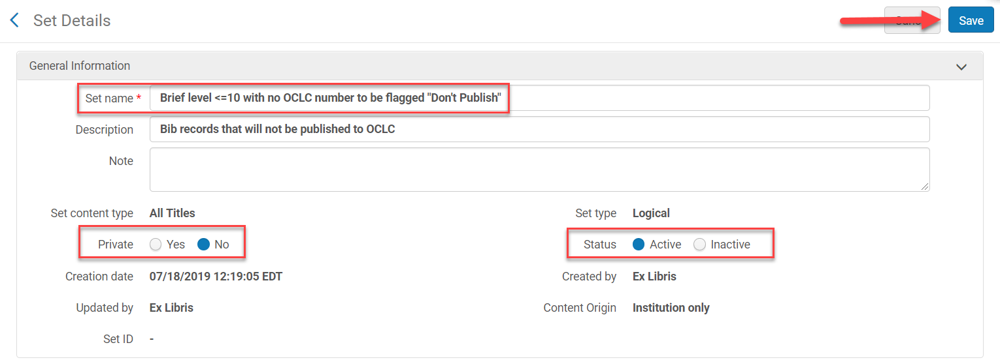 Set Details
Save
General Information
Set name * Brief level <=10 with no OCLC number to be flagged "Don't Publish"
Description Bib records that will not be published to OCLC
Note
Set content type All Titles Set type Logical
Private Yes No Status Active Inactive
Creation date 07/18/2019 12:19:05 EDT Created by Ex Libris
Updated by Ex Libris Content Origin Institution only
Set ID -